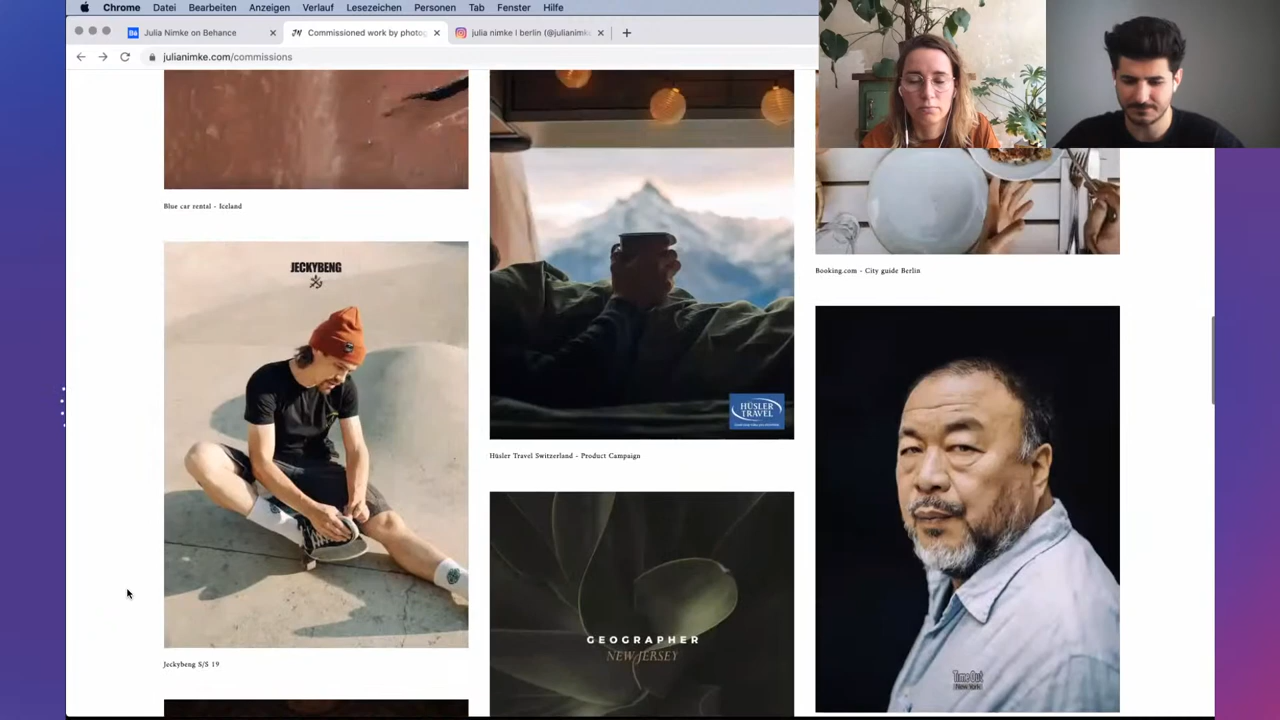 Chrome Datei Bearbeiten Anzeigen Verlauf Lesezeichen Personen Tab Fenster Hilfe
Bē Julia Nimke on Behance
JN Commissioned work by photog
julia nimke | berlin (@julianimk
julianimke.com/commissions
Blue car rental - Iceland
JECKYBENG
Jeckybeng S/S 19
HÜSLER
TRAVEL
Hüsler Travel Switzerland - Product Campaign
GEOGRAPHER
NEW JERSEY
Booking.com - City guide Berlin
Time Out
New York